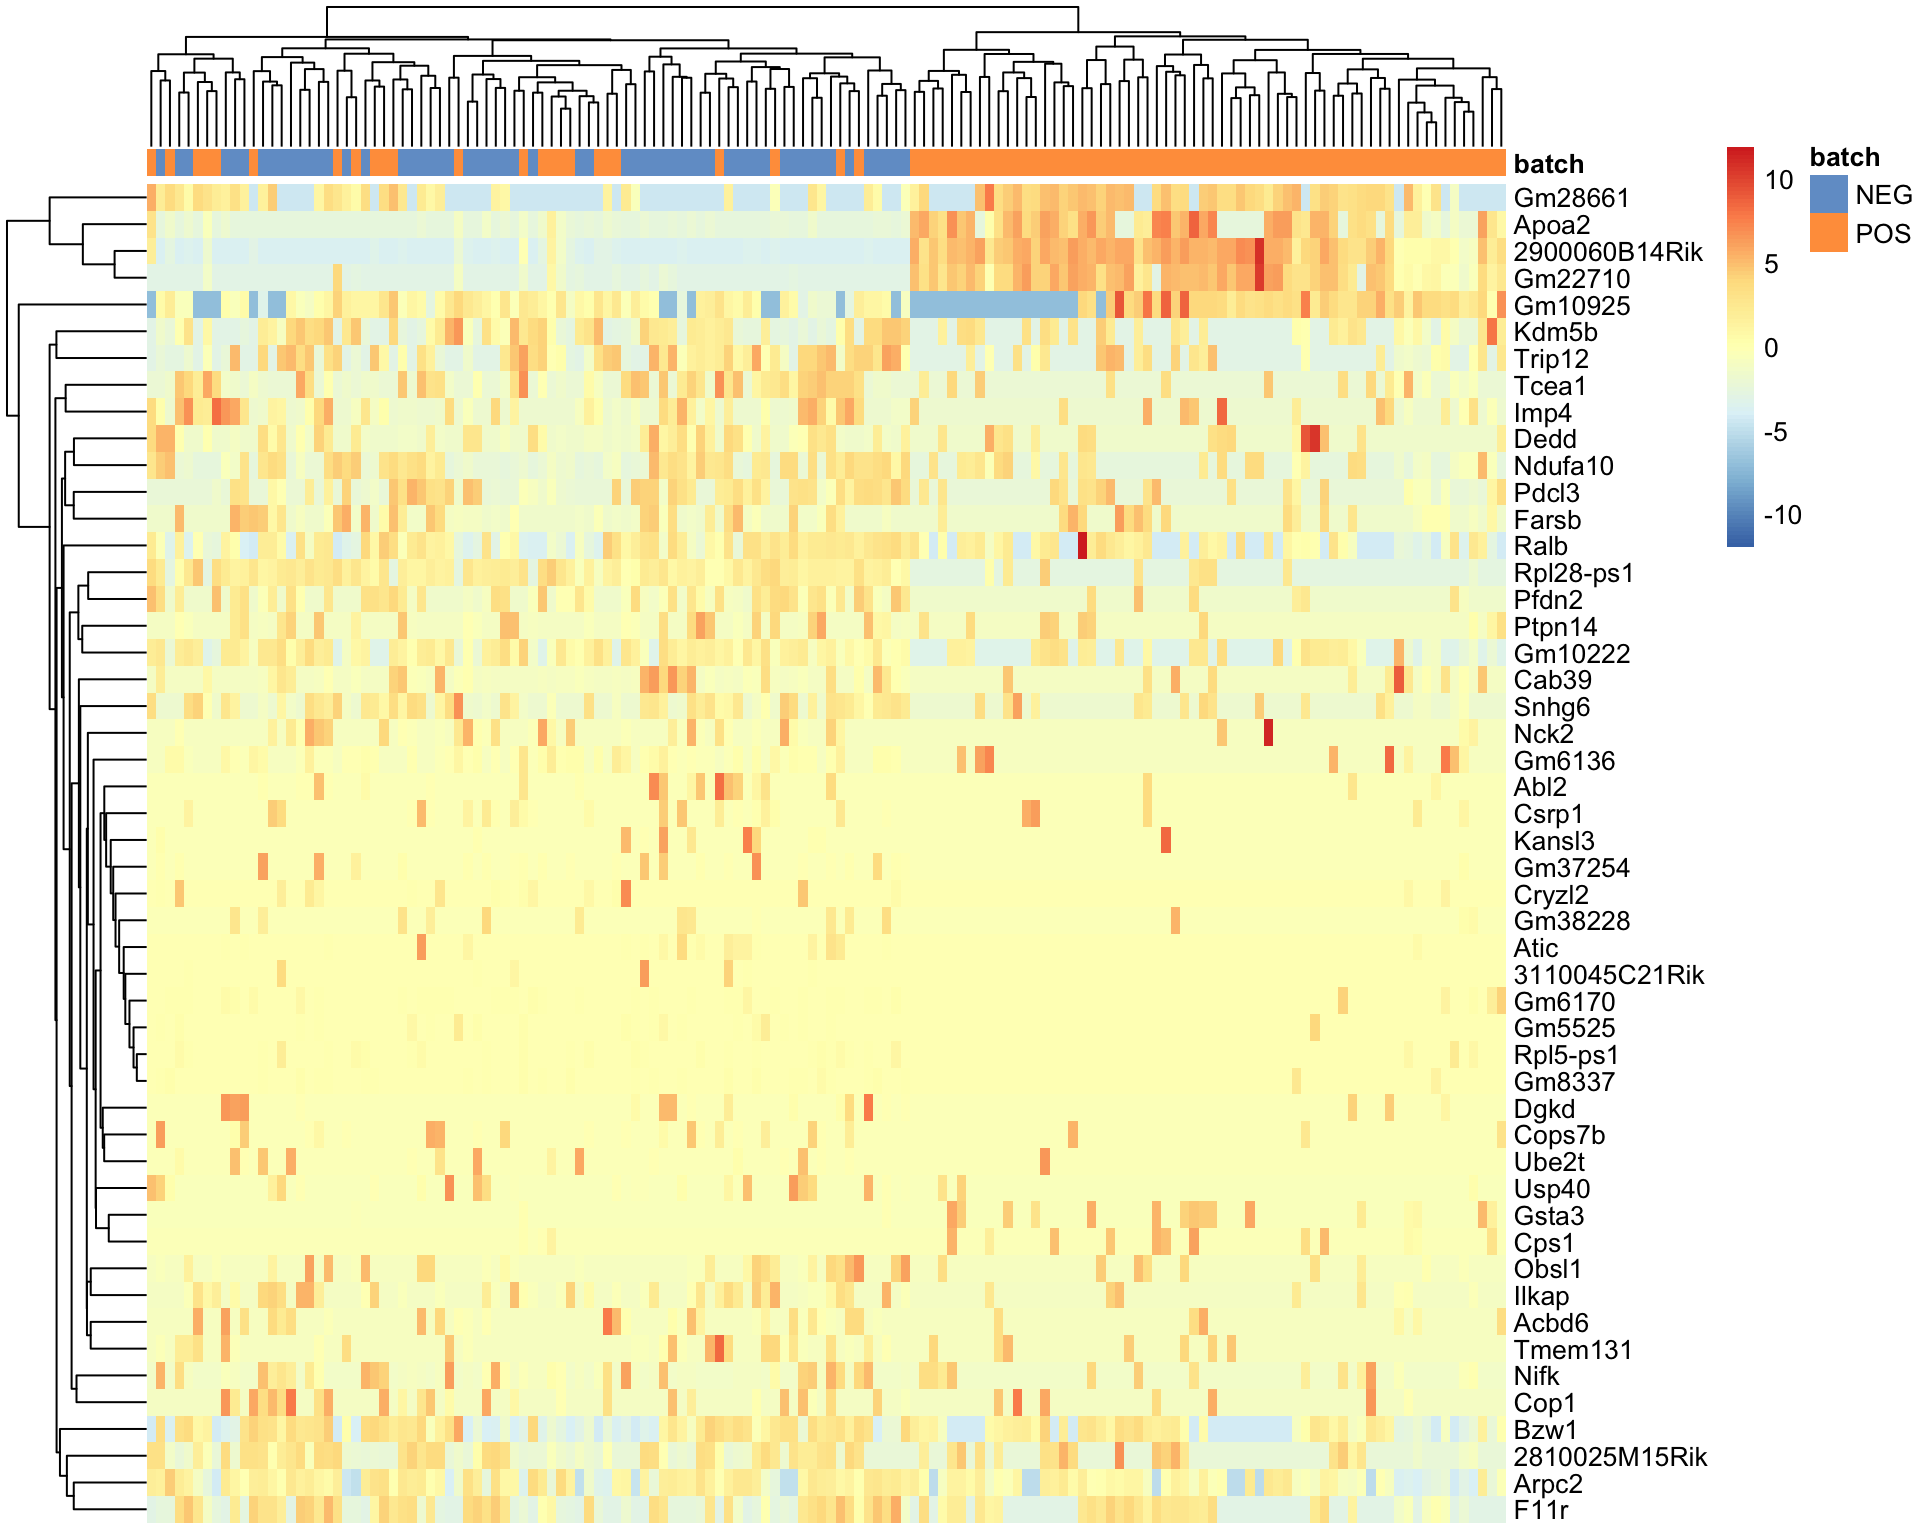 batch
Gm28661
Apoa2
2900060B14Rik
Gm22710
Gm10925
Kdm5b
Trip12
Tcea1
Imp4
Dedd
Ndufa10
Pdcl3
Farsb
Ralb
Rpl28-ps1
Pfdn2
Ptpn14
Gm10222
Cab39
Snhg6
Nck2
Gm6136
Abl2
Csrp1
Kansl3
Gm37254
Cryzl2
Gm38228
Atic
3110045C21Rik
Gm6170
Gm5525
Rpl5-ps1
Gm8337
Dgkd
Cops7b
Ube2t
Usp40
Gsta3
Cps1
Obsl1
Ilkap
Acbd6
Tmem131
Nifk
Cop1
Bzw1
2810025M15Rik
Arpc2
F11r
10
5
0
-5
-10
batch
NEG
POS